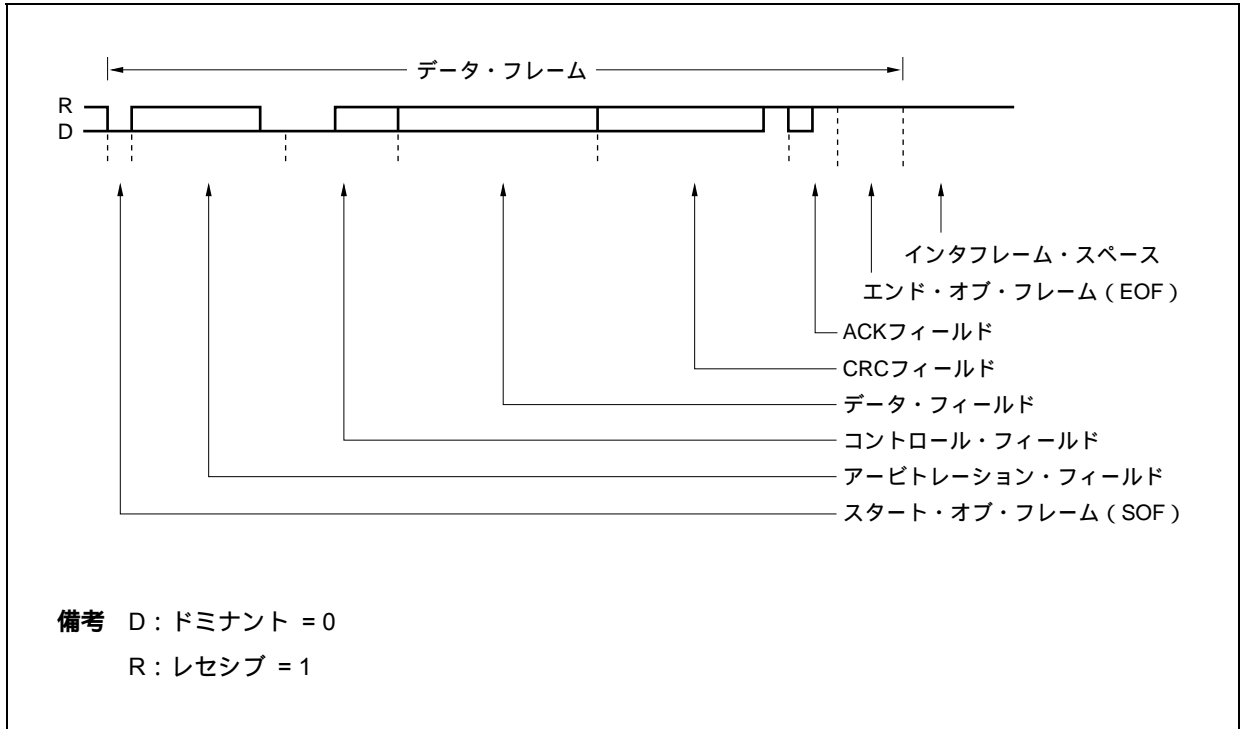 データ・フレーム
R
D
インタフレーム・スペース
エンド・オブ・フレーム(EOF)
ACKフィールド
CRCフィールド
データ・フィールド
コントロール・フィールド
アービトレーション・フィールド
スタート・オブ・フレーム(SOF)
備考 D:ドミナント = 0
R:レセシブ = 1